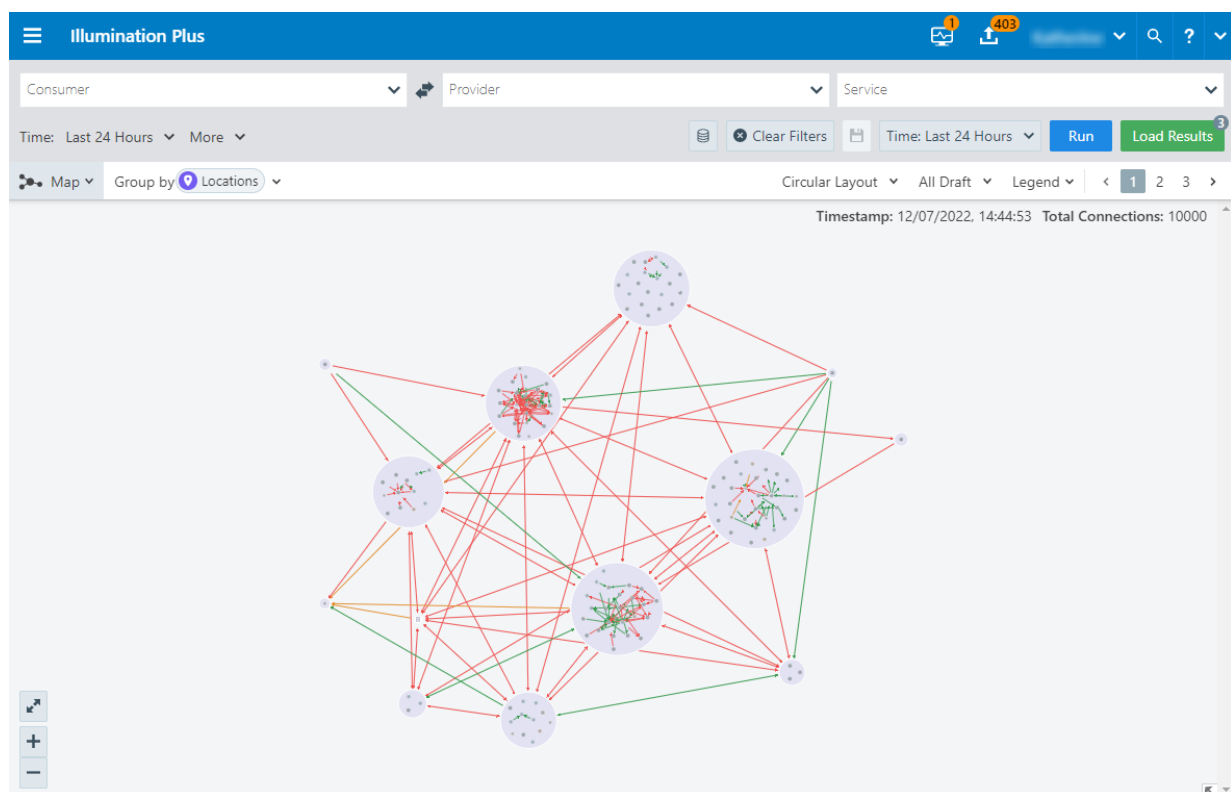 Illumination Plus
1
403
Consumer
Provider
Service
Time: Last 24 Hours
More
Clear Filters
Time: Last 24 Hours
Run
Load Results
3
Map
Group by Locations
Circular Layout
All Draft
Legend
1 2 3
Timestamp: 12/07/2022, 14:44:53 Total Connections: 10000